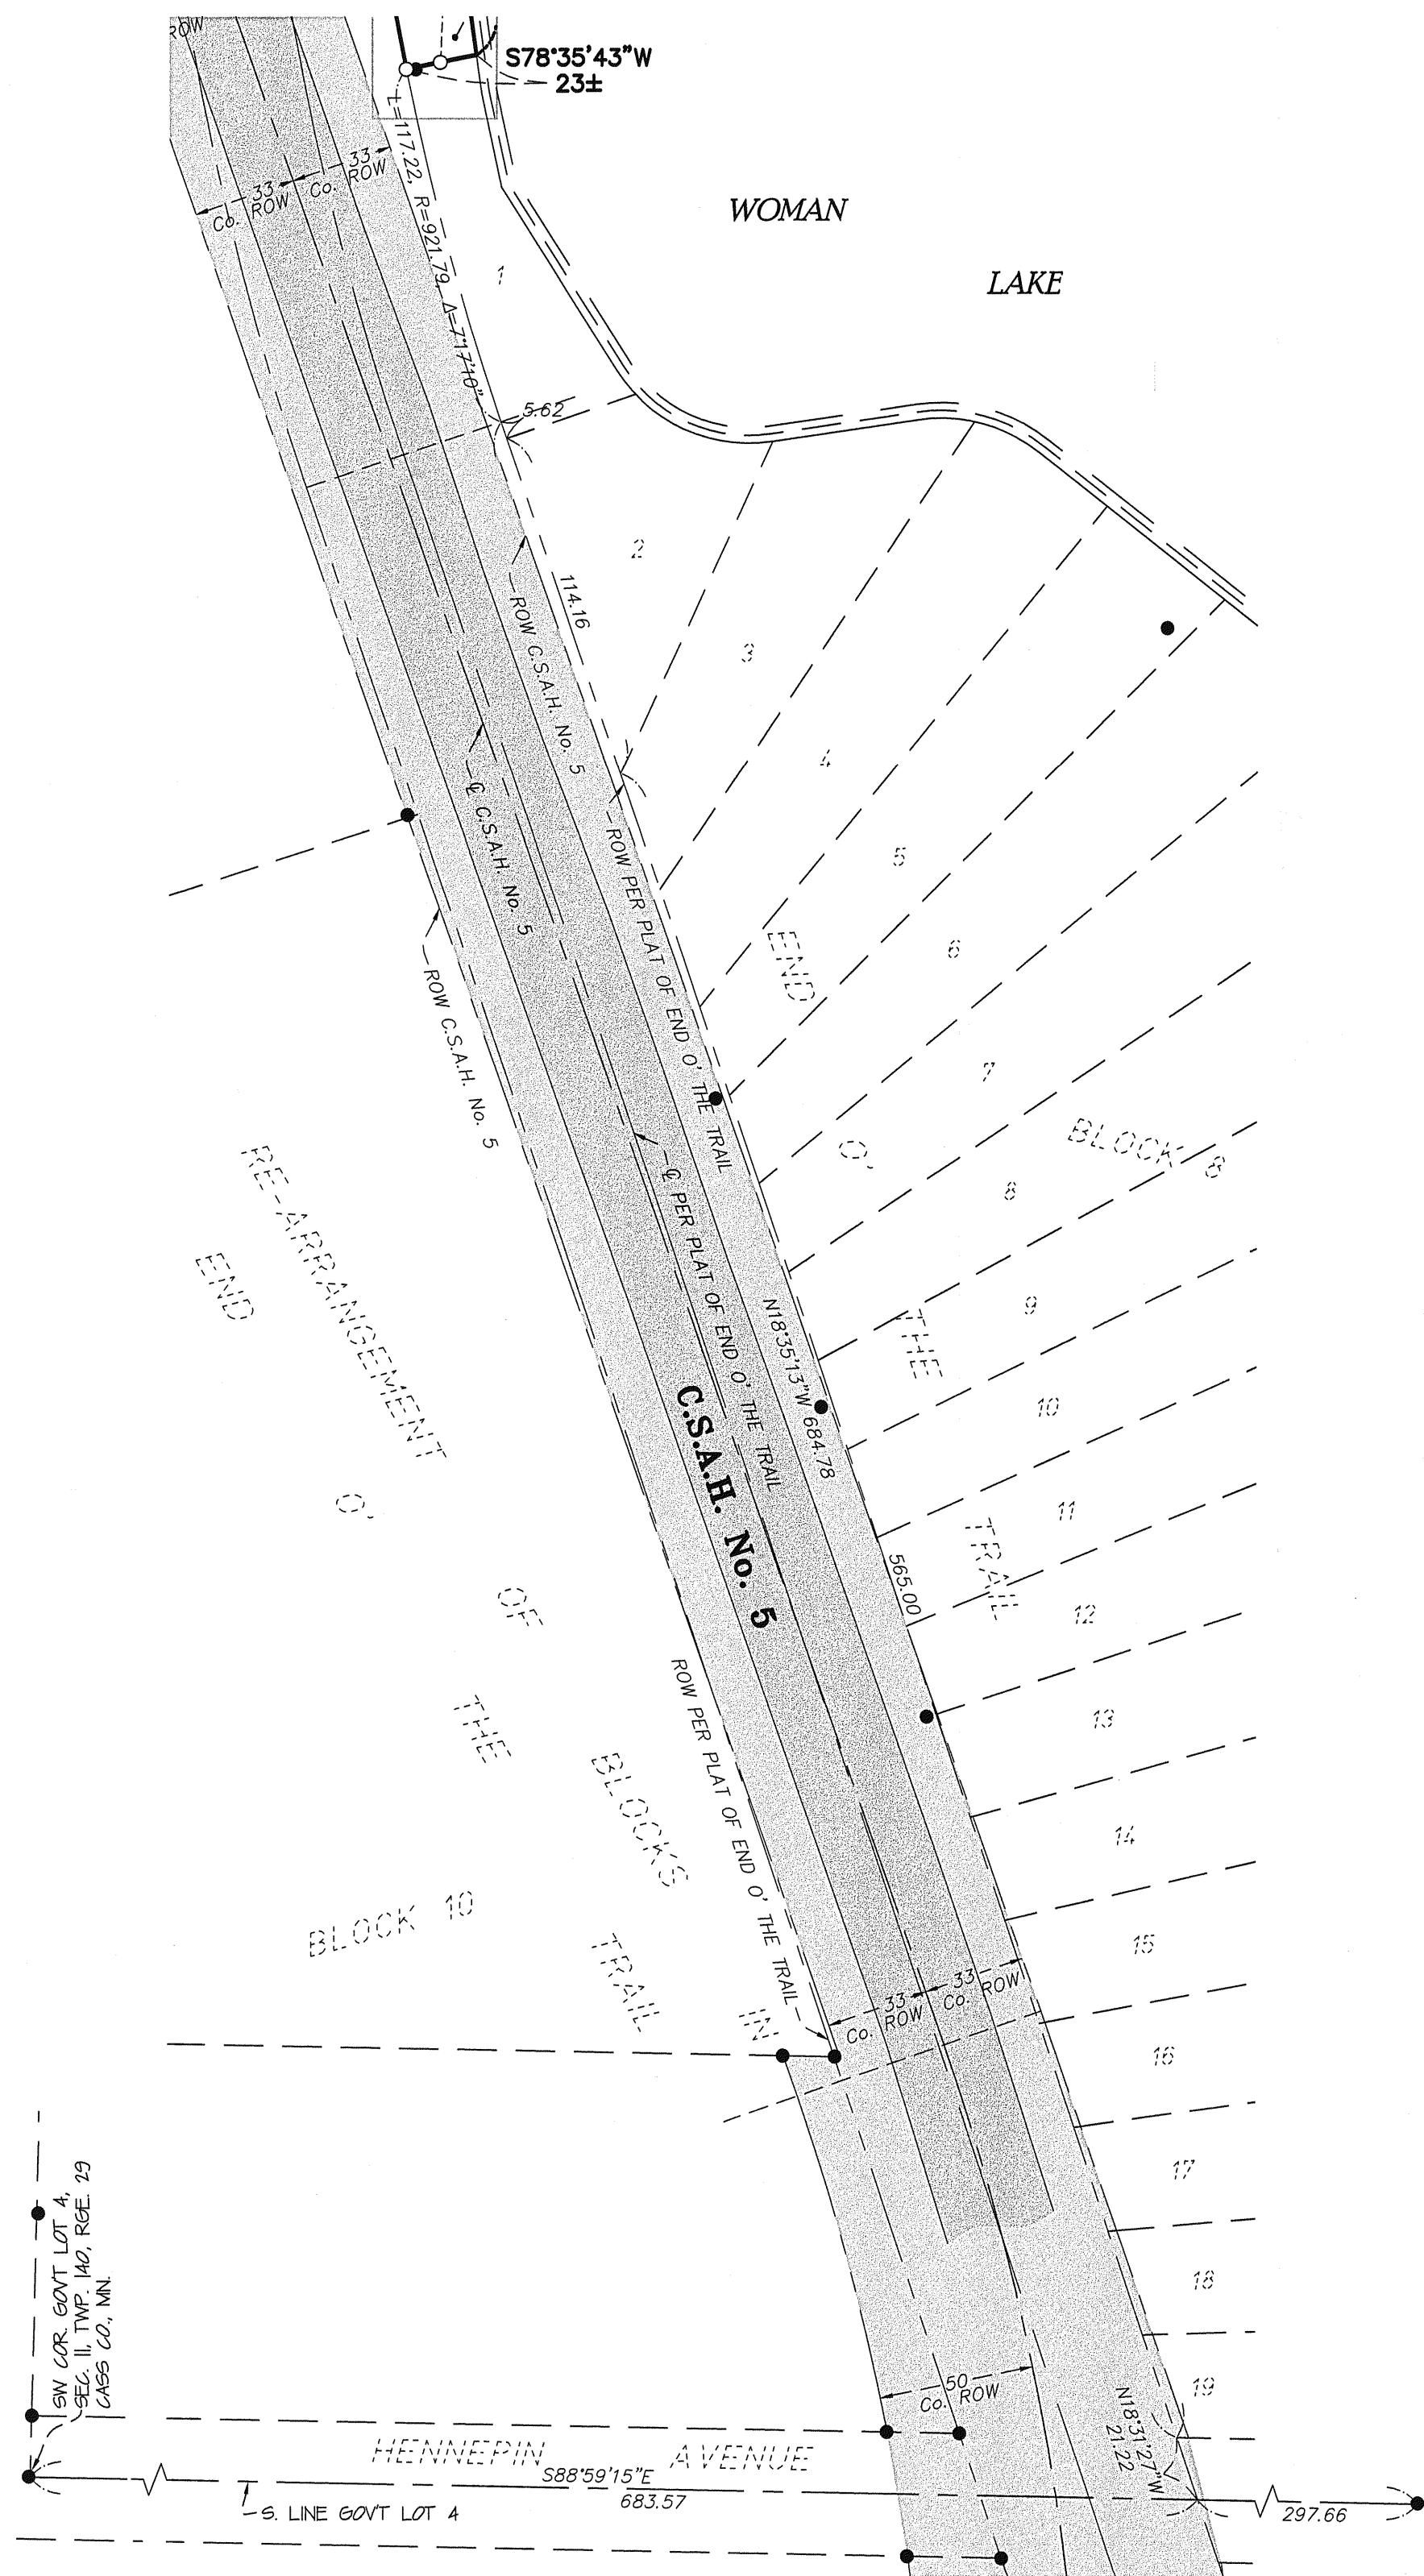 ROW
S78°35'43"W
23±
L=117.22, R=921.79, Δ=7°17'10"
33
Co. ROW
33
Co. ROW
WOMAN
LAKE
1
5.62
2
114.16
ROW C.S.A.H. No. 5
3
4
℄ C.S.A.H. No. 5
ROW PER PLAT OF END O' THE TRAIL
5
END
6
ROW C.S.A.H. No. 5
7
O'
BLOCK 8
8
℄ PER PLAT OF END O' THE TRAIL
RE-ARRANGEMENT
END
N18°35'13"W 684.78
THE
9
10
C.S.A.H. No. 5
O'
11
TRAIL
565.00
OF
12
ROW PER PLAT OF END O' THE TRAIL
THE
13
BLOCKS
14
BLOCK 10
TRAIL
15
IN
33
Co. ROW
33
Co. ROW
16
17
SW COR. GOV'T LOT 4,
SEC. 11, TWP. 140, RGE. 29
CASS CO., MN.
18
50
Co. ROW
19
N18°31'27"W
21.22
HENNEPIN AVENUE
S88°59'15"E
683.57
S. LINE GOV'T LOT 4
297.66